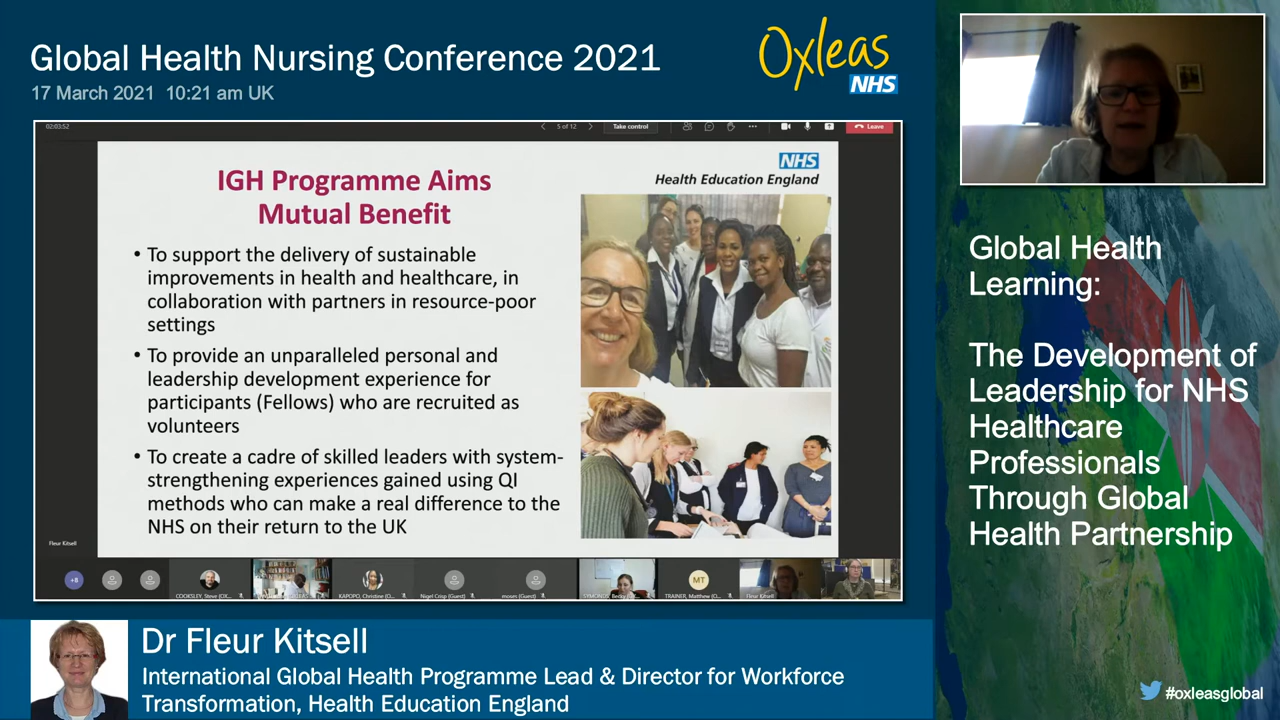 Global Health Nursing Conference 2021
17 March 2021 10:21 am UK
Oxleas
NHS
02:03:52
5 of 12
Take control
Leave
NHS
Health Education England
IGH Programme Aims
Mutual Benefit
• To support the delivery of sustainable
improvements in health and healthcare, in
collaboration with partners in resource-poor
settings
• To provide an unparalleled personal and
leadership development experience for
participants (Fellows) who are recruited as
volunteers
• To create a cadre of skilled leaders with system-
strengthening experiences gained using QI
methods who can make a real difference to the
NHS on their return to the UK
Fleur Kitsell
+8
COOKSLEY, Steve (OX...
KAPOPO, Christine (O...
Nigel Crisp (Guest)
moses (Guest)
SYMONDS, Becky (OX...
MT
TRAINER, Matthew (O...
Fleur Kitsell
Global Health
Learning:
The Development of
Leadership for NHS
Healthcare
Professionals
Through Global
Health Partnership
Dr Fleur Kitsell
International Global Health Programme Lead & Director for Workforce
Transformation, Health Education England
#oxleasglobal